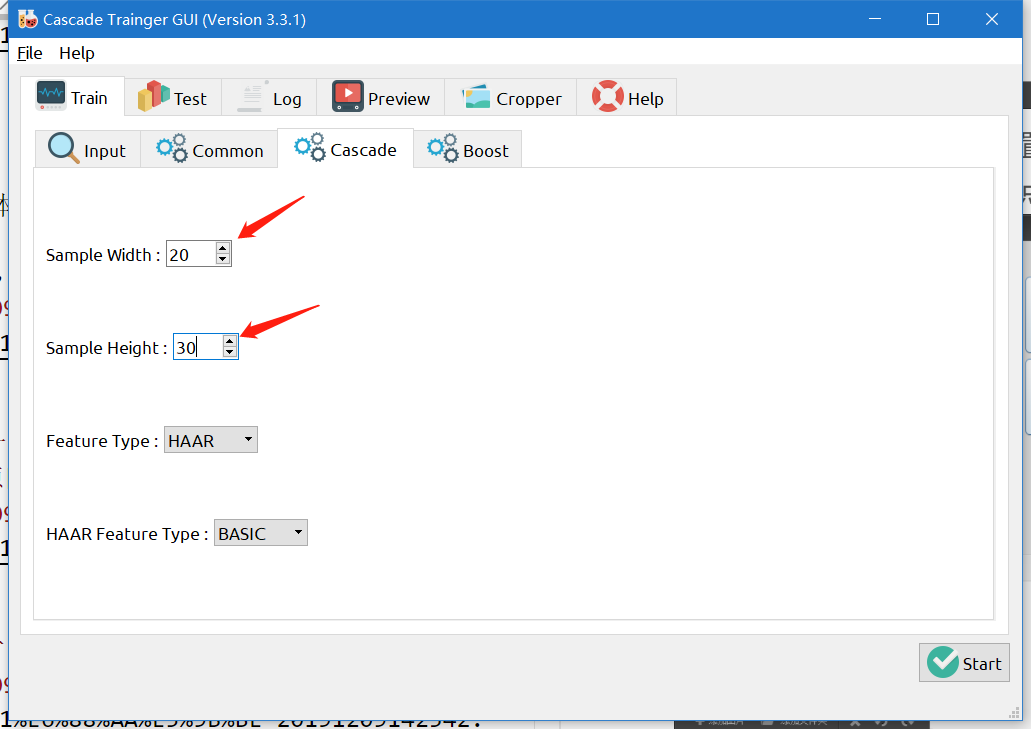 Cascade Trainger GUI (Version 3.3.1)
File Help
Train Test Log Preview Cropper Help
Input Common Cascade Boost
Sample Width : 20
Sample Height : 30
Feature Type : HAAR
HAAR Feature Type : BASIC
Start